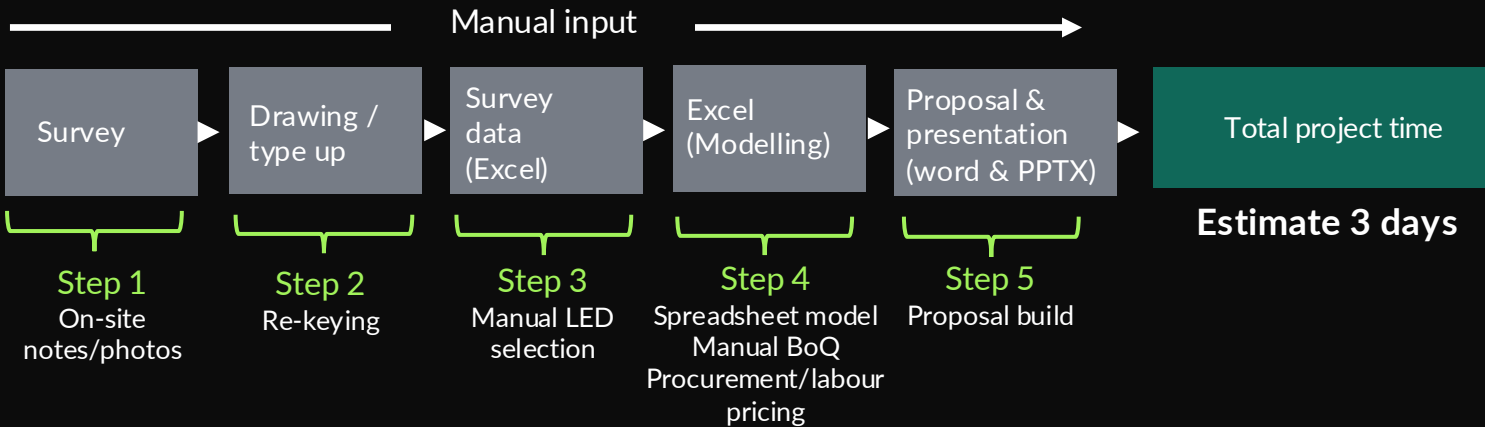 Manual input
Survey
Drawing /
type up
Survey
data
(Excel)
Excel
(Modelling)
Proposal &
presentation
(word & PPTX)
Total project time
Estimate 3 days
Step 1
On-site
notes/photos
Step 2
Re-keying
Step 3
Manual LED
selection
Step 4
Spreadsheet model
Manual BoQ
Procurement/labour
pricing
Step 5
Proposal build